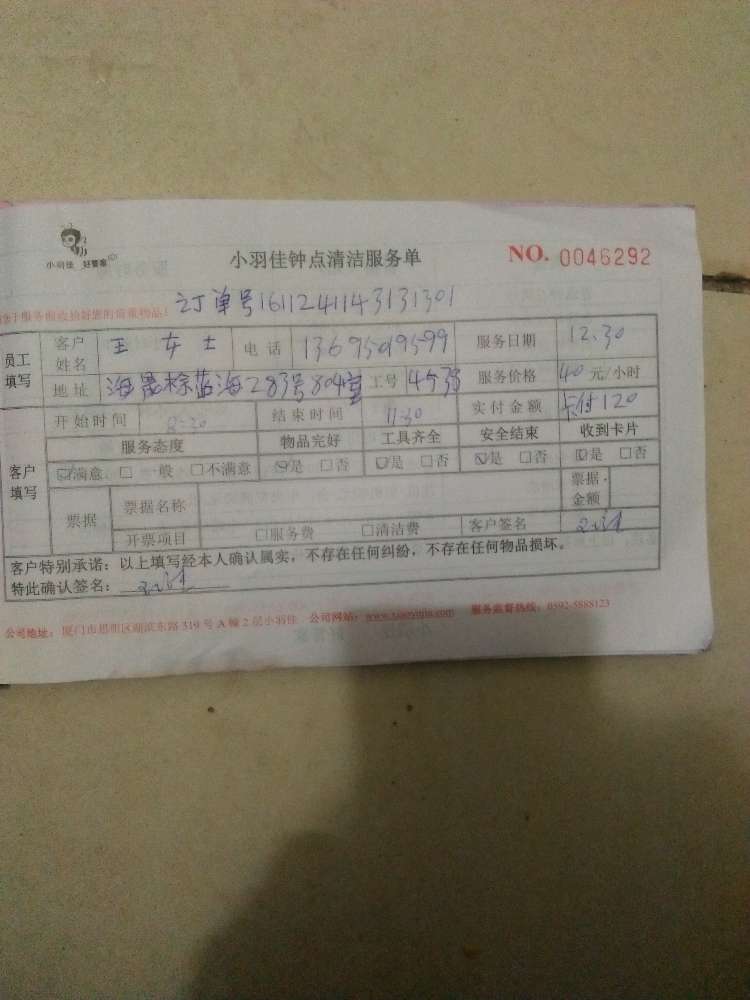 小羽佳 好管家
小羽佳钟点清洁服务单
NO. 0046292
订单号1611241143131301
员工填写
客户姓名 王女士 电话 13695019599 服务日期 12.30
地址 海 棕蓝海283号804室 工号 服务价格 40元/小时
客户填写
开始时间 8:30 结束时间 11:30 实付金额 卡付120
服务态度 物品完好 工具齐全 安全结束 收到卡片
☑满意 □一般 □不满意 ☑是 □否 ☑是 □否 ☑是 □否 ☑是 □否
票据 票据名称 票据金额
开票项目 □服务费 □清洁费 客户签名
客户特别承诺:以上填写经本人确认属实,不存在任何纠纷,不存在任何物品损坏。
特此确认签名:
公司地址:厦门市思明区湖滨东路319号A幢2层小羽佳 公司网站: 服务监督热线:0592-5888123